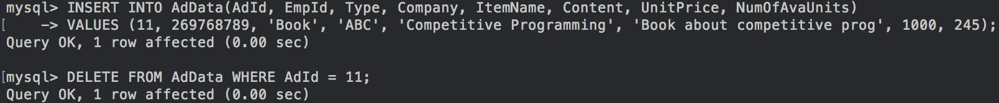 mysql> INSERT INTO AdData(AdId, EmpId, Type, Company, ItemName, Content, UnitPrice, NumOfAvaUnits)
[    -> VALUES (11, 269768789, 'Book', 'ABC', 'Competitive Programming', 'Book about competitive prog', 1000, 245);
Query OK, 1 row affected (0.00 sec)
[mysql> DELETE FROM AdData WHERE AdId = 11;
Query OK, 1 row affected (0.00 sec)